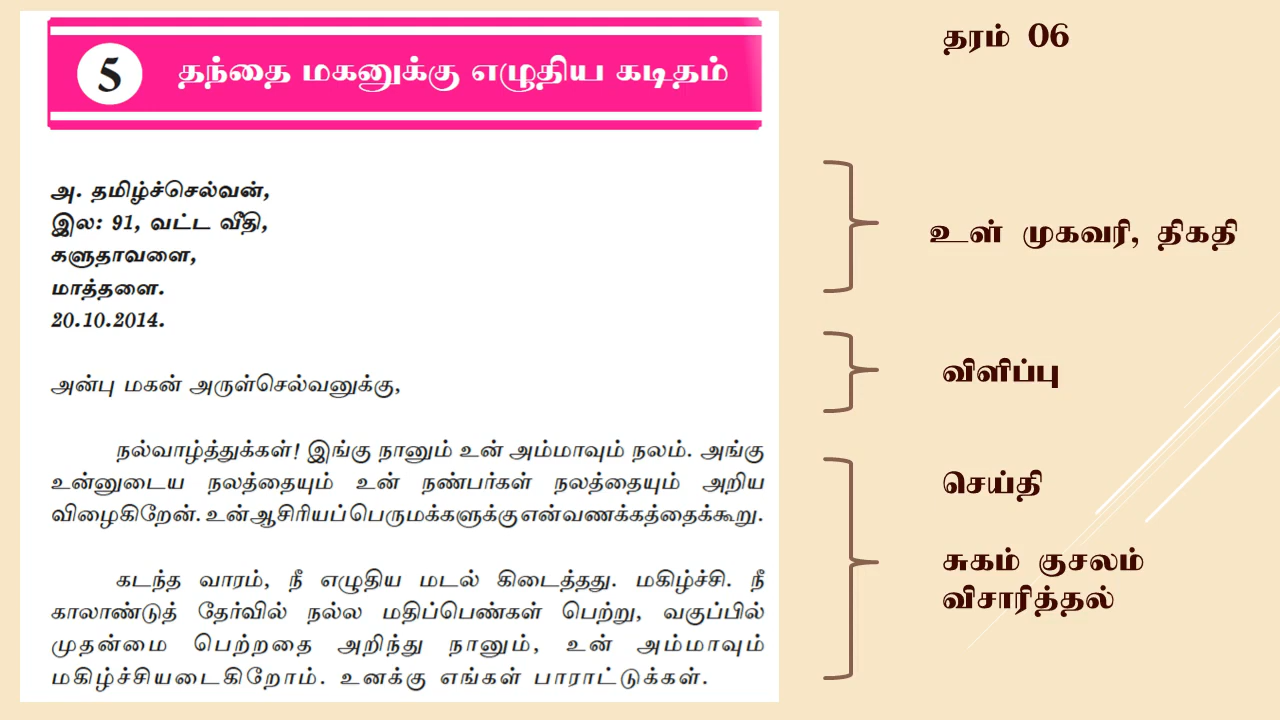 5 தந்தை மகனுக்கு எழுதிய கடிதம்
அ. தமிழ்ச்செல்வன்,
இல: 91, வட்ட வீதி,
களுதாவளை,
மாத்தளை.
20.10.2014.
அன்பு மகன் அருள்செல்வனுக்கு,
நல்வாழ்த்துக்கள்! இங்கு நானும் உன் அம்மாவும் நலம். அங்கு
உன்னுடைய நலத்தையும் உன் நண்பர்கள் நலத்தையும் அறிய
விழைகிறேன். உன் ஆசிரியப் பெருமக்களுக்கு என் வணக்கத்தைக் கூறு.
கடந்த வாரம், நீ எழுதிய மடல் கிடைத்தது. மகிழ்ச்சி. நீ
காலாண்டுத் தேர்வில் நல்ல மதிப்பெண்கள் பெற்று, வகுப்பில்
முதன்மை பெற்றதை அறிந்து நானும், உன் அம்மாவும்
மகிழ்ச்சியடைகிறோம். உனக்கு எங்கள் பாராட்டுக்கள்.
தரம் 06
உள் முகவரி, திகதி
விளிப்பு
செய்தி
சுகம் குசலம்
விசாரித்தல்